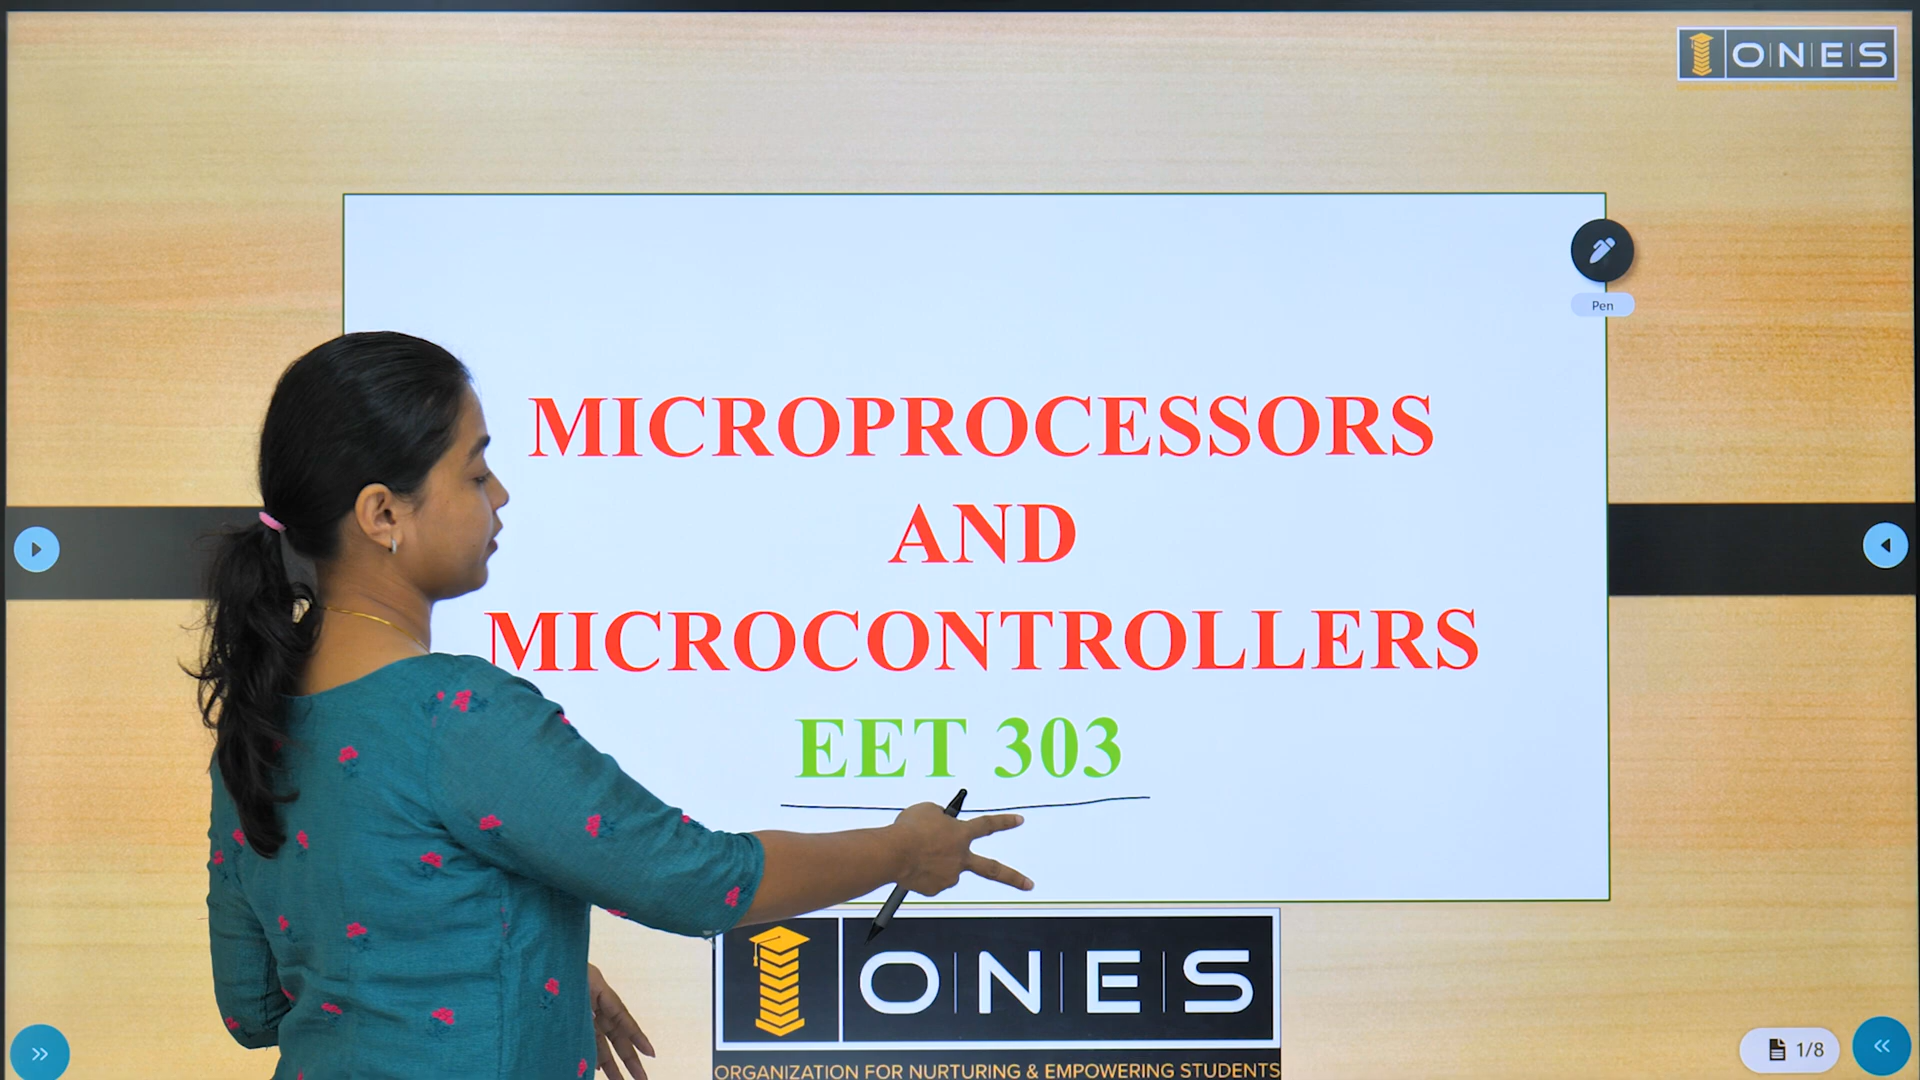 ONES
Pen
MICROPROCESSORS
AND
MICROCONTROLLERS
EET 303
ONES
ORGANIZATION FOR NURTURING & EMPOWERING STUDENTS
1/8